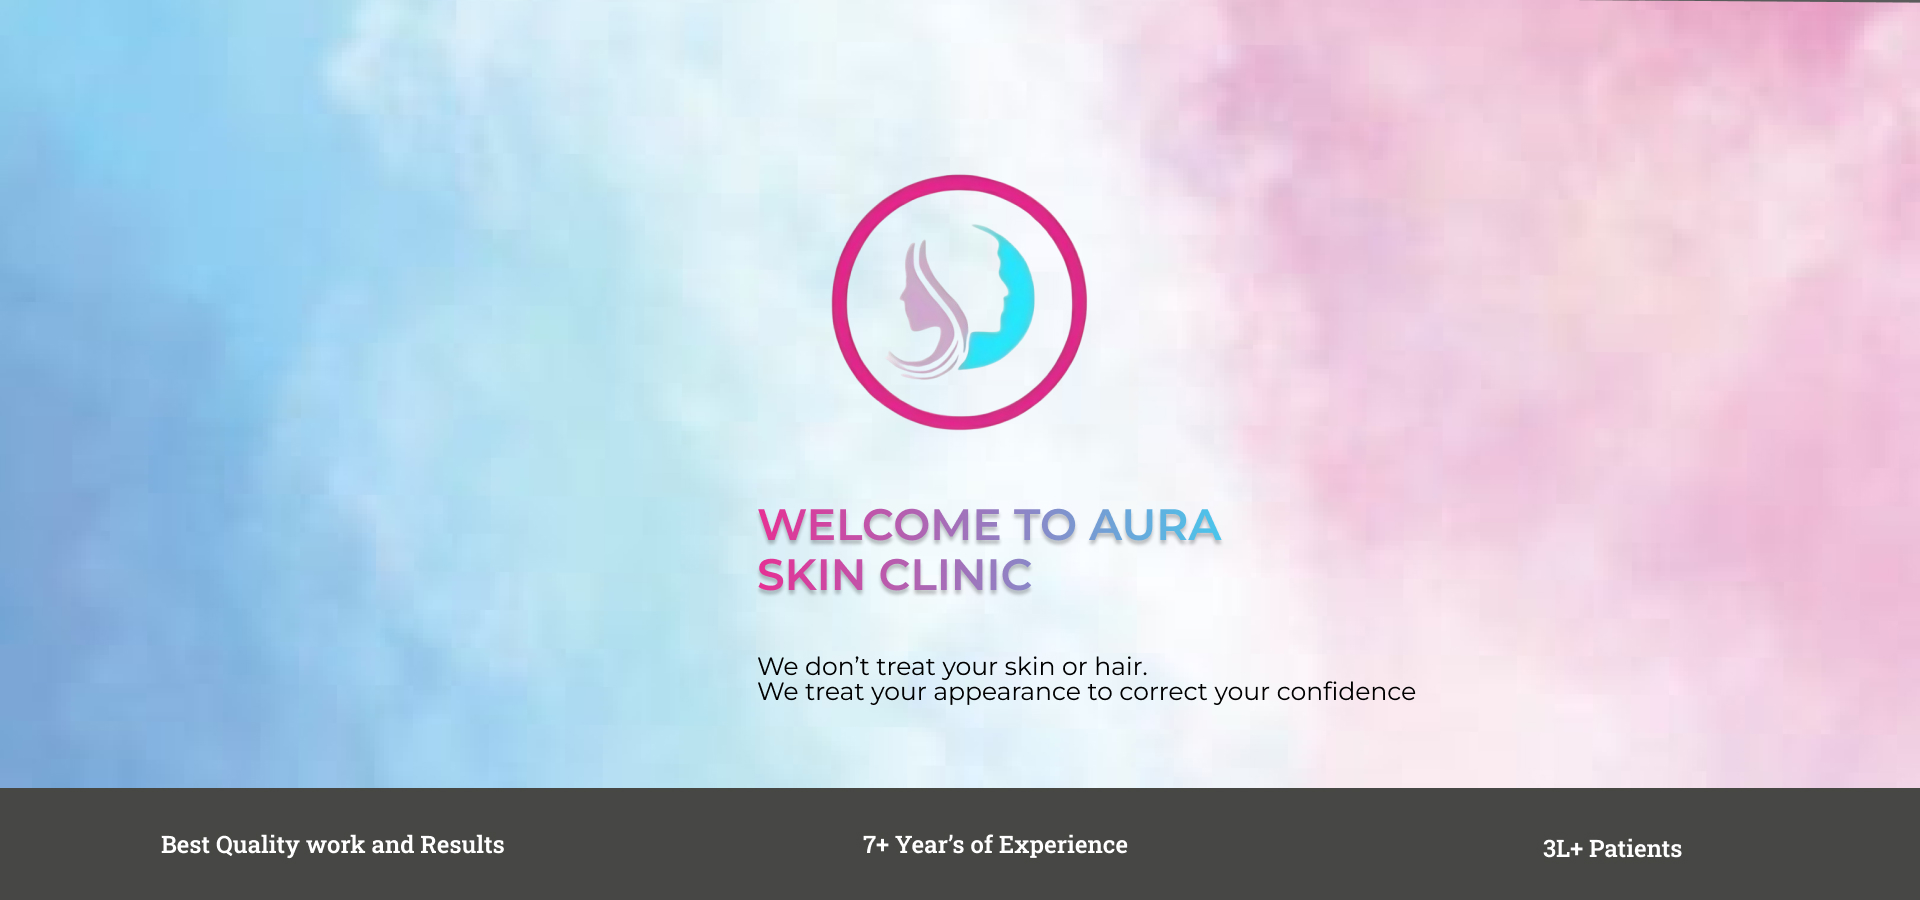 WELCOME TO AURA
SKIN CLINIC
We don’t treat your skin or hair.
We treat your appearance to correct your confidence
Best Quality work and Results
7+ Year’s of Experience
3L+ Patients